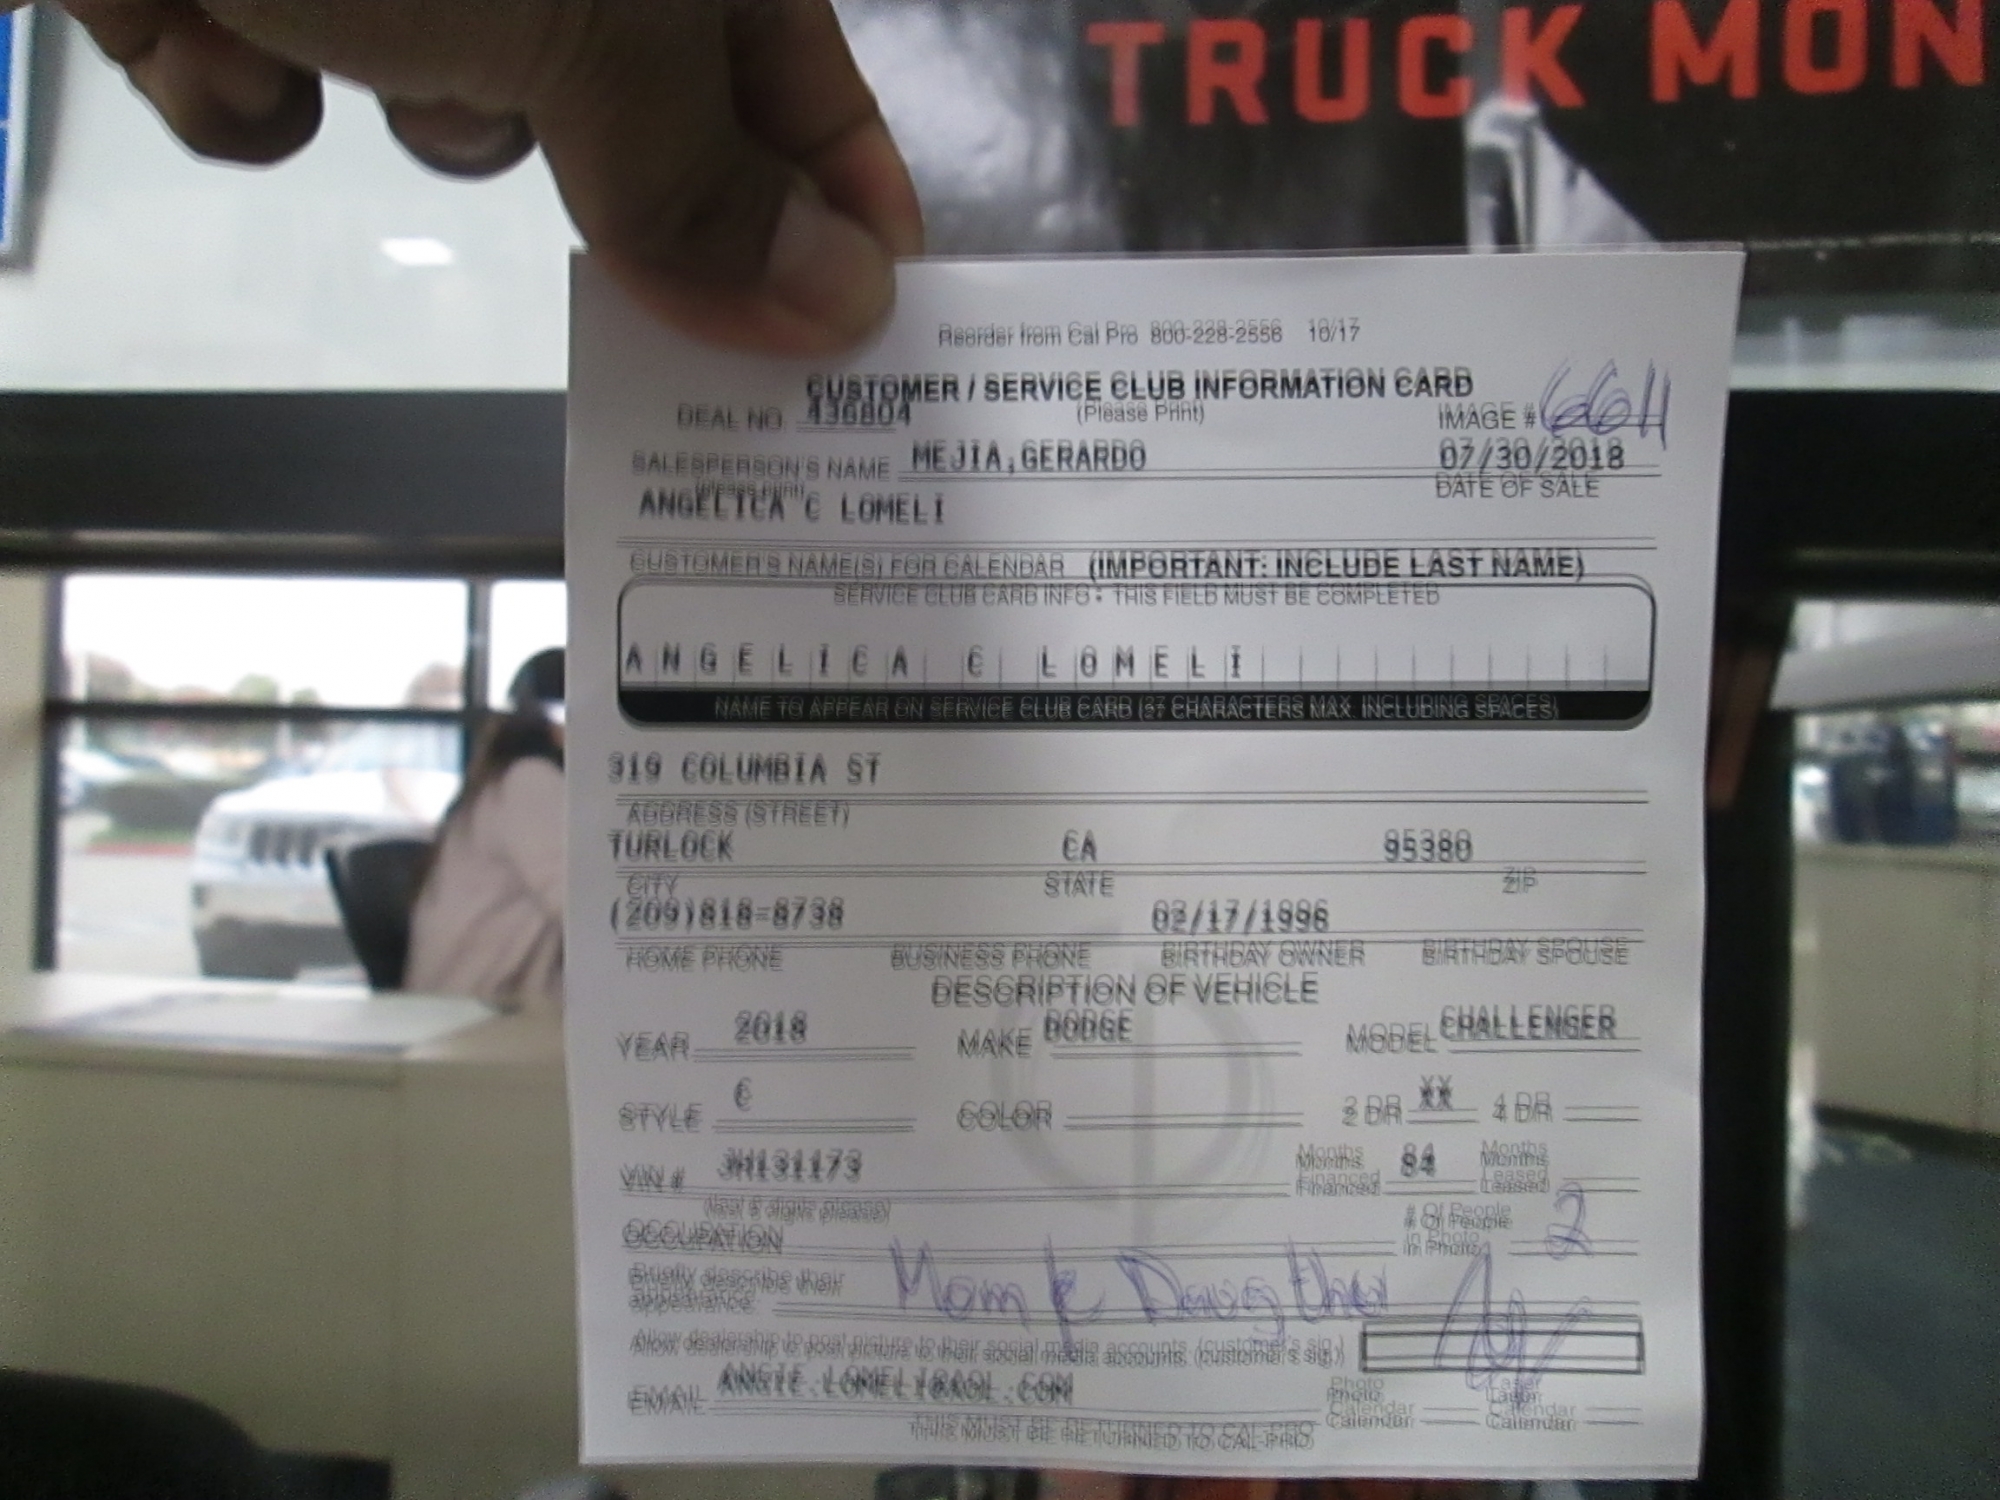 TRUCK MON
Reorder from Cal Pro 800-228-2556 10/17
CUSTOMER / SERVICE CLUB INFORMATION CARD
DEAL NO. 436804 (Please Print) IMAGE # 6611
SALESPERSON'S NAME MEJIA,GERARDO 07/30/2018
(please print) DATE OF SALE
ANGELICA C LOMELI
CUSTOMER'S NAME(S) FOR CALENDAR (IMPORTANT: INCLUDE LAST NAME)
SERVICE CLUB CARD INFO • THIS FIELD MUST BE COMPLETED
ANGELICA C LOMELI
NAME TO APPEAR ON SERVICE CLUB CARD (27 CHARACTERS MAX. INCLUDING SPACES)
319 COLUMBIA ST
ADDRESS (STREET)
TURLOCK CA 95380
CITY STATE ZIP
(209)818-8738 02/17/1996
HOME PHONE BUSINESS PHONE BIRTHDAY OWNER BIRTHDAY SPOUSE
DESCRIPTION OF VEHICLE
YEAR 2018 MAKE DODGE MODEL CHALLENGER
STYLE C COLOR 2 DR XX 4 DR
VIN # JH131173 Months Financed 84 Months Leased
(last 8 digits please)
OCCUPATION # Of People in Photo 2
Briefly describe their appearance: Mom & Daughter
Allow dealership to post picture to their social media accounts. (customer's sig.)
EMAIL ANGIE.LOMELI@AOL.COM Photo Calendar Laser Calendar
THIS MUST BE RETURNED TO CAL-PRO